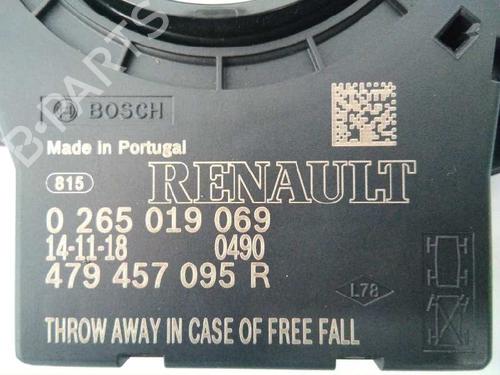 B-PARTS
BOSCH
Made in Portugal
815
RENAULT
0 265 019 069
14-11-18 0490
479 457 095 R
L78
THROW AWAY IN CASE OF FREE FALL